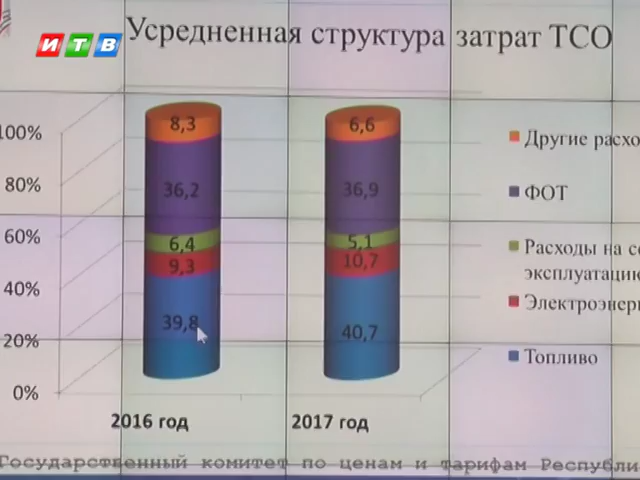 ИТВ
Усредненная структура затрат ТСО
100%
80%
60%
40%
20%
0%
8,3
36,2
6,4
9,3
39,8
6,6
36,9
5,1
10,7
40,7
2016 год
2017 год
Другие расхо
ФОТ
Расходы на со
эксплуатацию
Электроэнер
Топливо
Государственный комитет по ценам и тарифам Республи